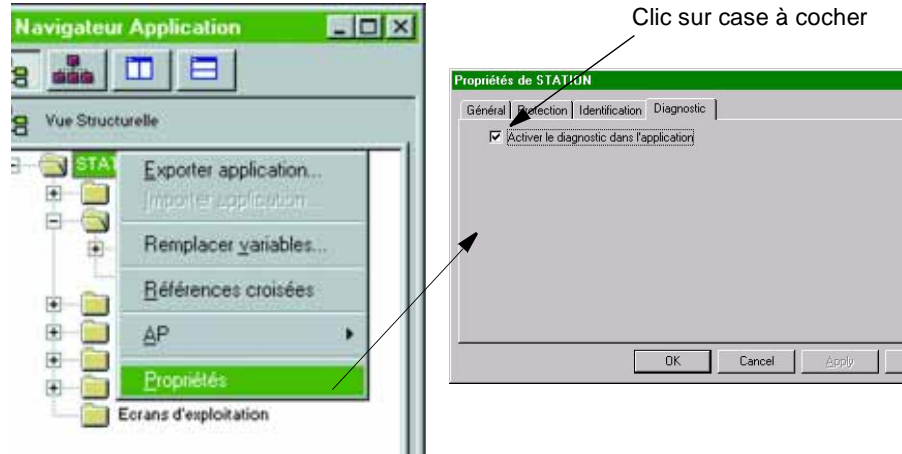 Clic sur case à cocher
Navigateur Application
Vue Structurelle
STAT
Exporter application...
Importer application...
Remplacer variables...
Références croisées
AP
Propriétés
Ecrans d'exploitation
Propriétés de STATION
Général Protection Identification Diagnostic
Activer le diagnostic dans l'application
OK Cancel Apply